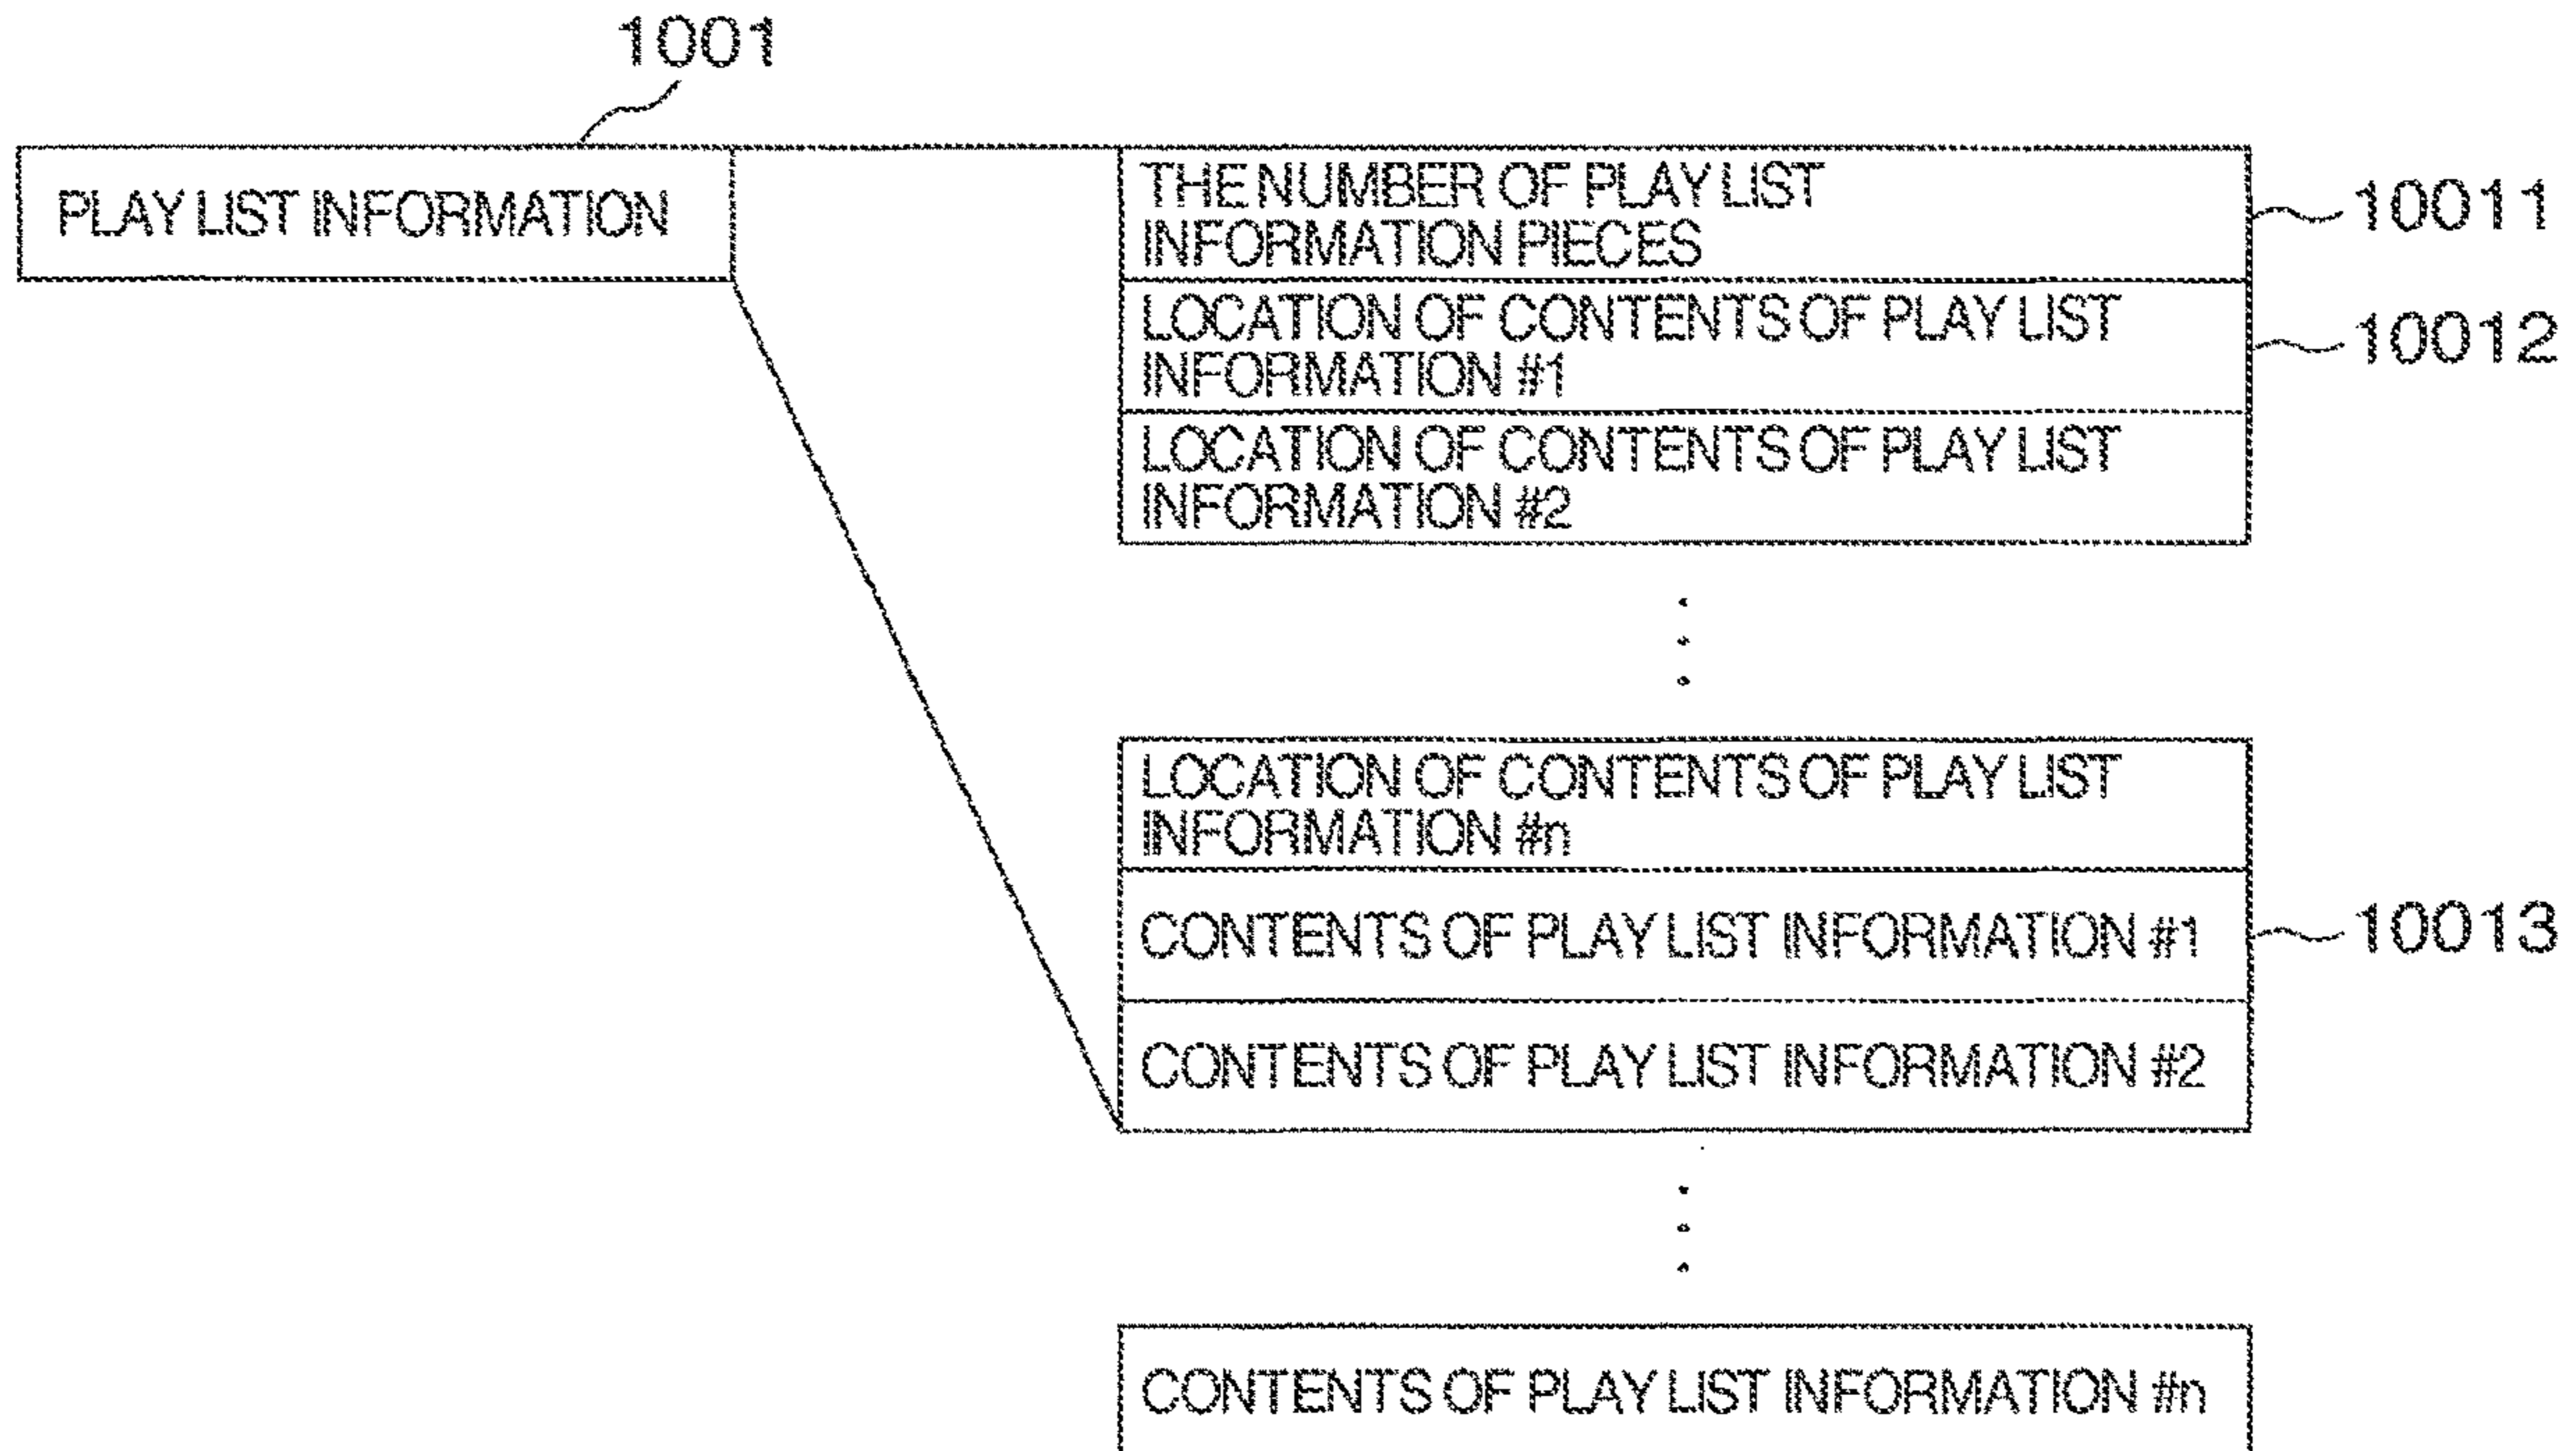 1001
PLAY LIST INFORMATION
THE NUMBER OF PLAY LIST
INFORMATION PIECES
10011
LOCATION OF CONTENTS OF PLAY LIST
INFORMATION #1
10012
LOCATION OF CONTENTS OF PLAY LIST
INFORMATION #2
LOCATION OF CONTENTS OF PLAY LIST
INFORMATION #n
CONTENTS OF PLAY LIST INFORMATION #1
10013
CONTENTS OF PLAY LIST INFORMATION #2
CONTENTS OF PLAY LIST INFORMATION #n